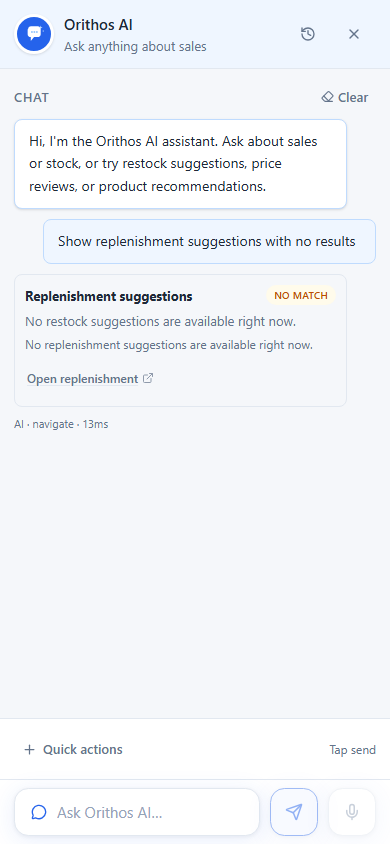 Orithos AI
Ask anything about sales
CHAT
Clear
Hi, I'm the Orithos AI assistant. Ask about sales
or stock, or try restock suggestions, price
reviews, or product recommendations.
Show replenishment suggestions with no results
Replenishment suggestions
NO MATCH
No restock suggestions are available right now.
No replenishment suggestions are available right now.
Open replenishment
AI · navigate · 13ms
Quick actions
Tap send
Ask Orithos AI...